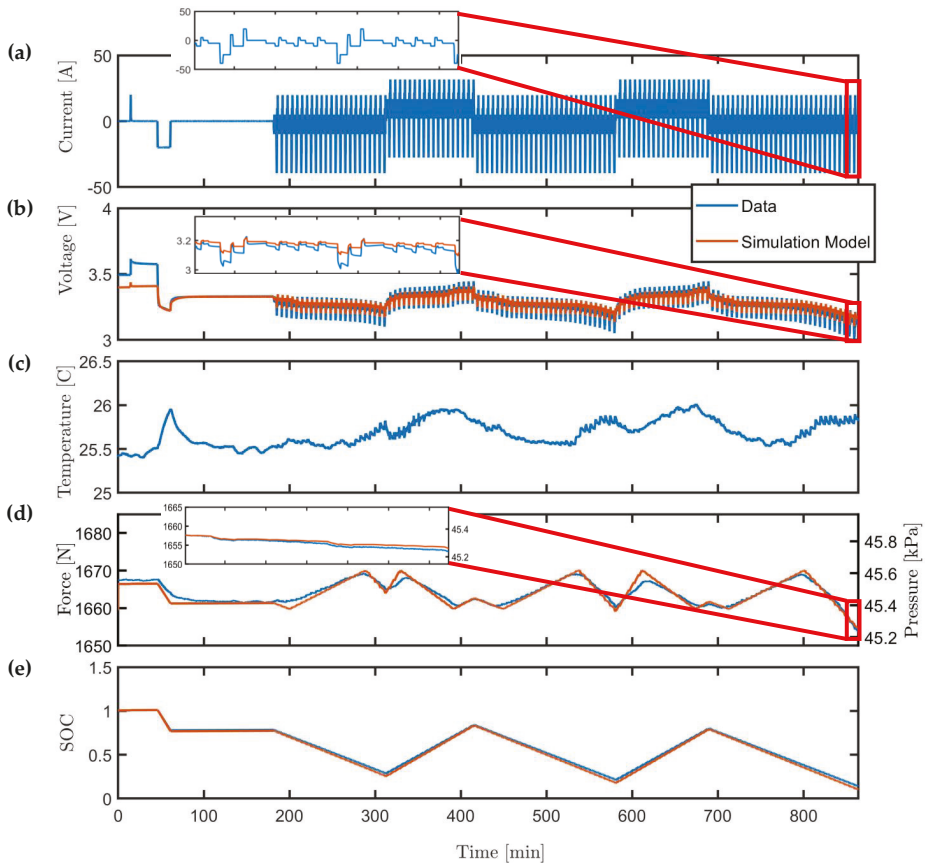 (a)
50
0
-50
50
0
-50
Current [A]
(b)
Data
Simulation Model
4
3.5
3
Voltage [V]
3.2
3
(c)
26.5
26
25.5
25
Temperature [C]
(d)
1665
1660
1655
1650
45.4
45.2
1680
1670
1660
1650
Force [N]
45.8
45.6
45.4
45.2
Pressure [kPa]
(e)
1.5
1
0.5
0
SOC
0 100 200 300 400 500 600 700 800
Time [min]